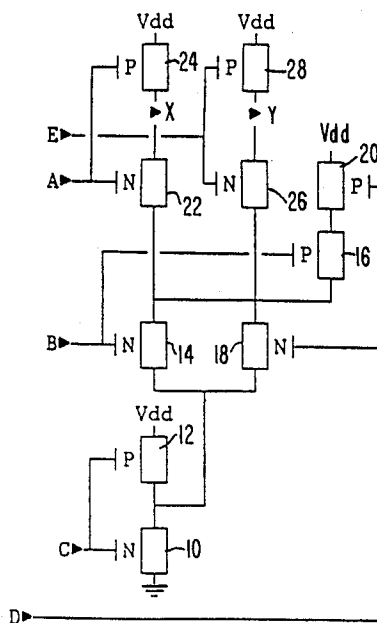 Vdd Vdd
P 24 P 28
X Y
E
Vdd
20
A N 22 N 26 P
P 16
B N 14 18 N
Vdd
12
P
C N 10
D